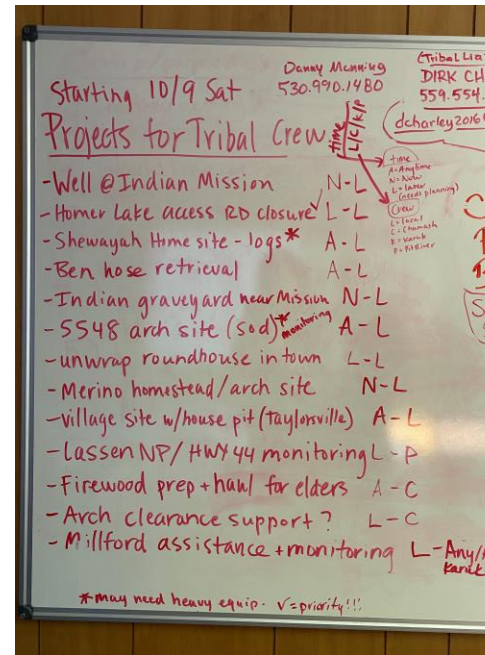 Starting 10/9 Sat
Danny Manning
530.990.1480
(Tribal Lia
DIRK CH
559.554.
dcharley2016
Projects for Tribal Crew
time
L/C/K/P
time
A=Anytime
N=Now
L=later
(needs planning)
Crew
L=local
C=Chumash
K=Karuk
P=Pit River
-Well @ Indian Mission N-L
-Homer Lake access RD closure √ L-L
-Shewayah Home site - logs* A-L
-Ben hose retrieval A-L
-Indian graveyard near Mission N-L
-5548 arch site (sod)* monitoring A-L
-unwrap roundhouse in town L-L
-Merino homestead/arch site N-L
-village site w/house pit (Taylorsville) A-L
-Lassen NP/HWY 44 monitoring L-P
-Firewood prep + haul for elders A-C
-Arch clearance support? L-C
-Millford assistance + monitoring L-Any/
Karuk
*may need heavy equip. √=priority!!!